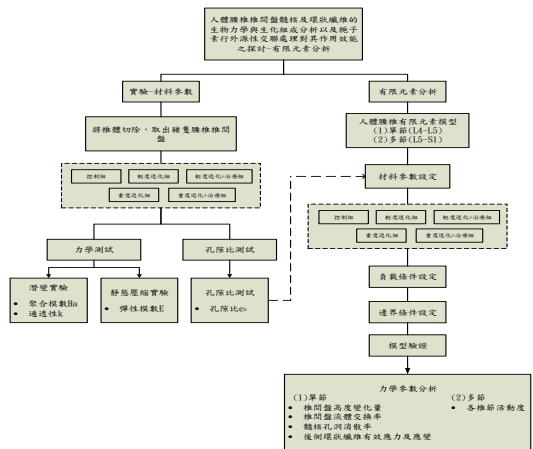 人體腰椎椎間盤髓核及環狀纖維的
生物力學與生化組成分析以及梔子
素行外源性交聯處理對其作用效能
之探討-有限元素分析
實驗-材料參數
將椎體切除，取出豬隻腰椎椎間
盤
控制組
輕度退化組
輕度退化+治療組
重度退化組
重度退化+治療組
力學測試
孔隙比測試
潛變實驗
• 聚合模數Ha
• 通透性k
靜態壓縮實驗
• 彈性模數E
孔隙比測試
• 孔隙比e₀
有限元素分析
人體腰椎有限元素模型
(1)單節(L4-L5)
(2)多節(L5-S1)
材料參數設定
控制組
輕度退化組
輕度退化+治療組
重度退化組
重度退化+治療組
負載條件設定
邊界條件設定
模型驗證
力學參數分析
(1)單節
• 椎間盤高度變化量
• 椎間盤流體交換率
• 髓核孔洞消散率
• 後側環狀纖維有效應力及應變
(2)多節
• 各椎節活動度